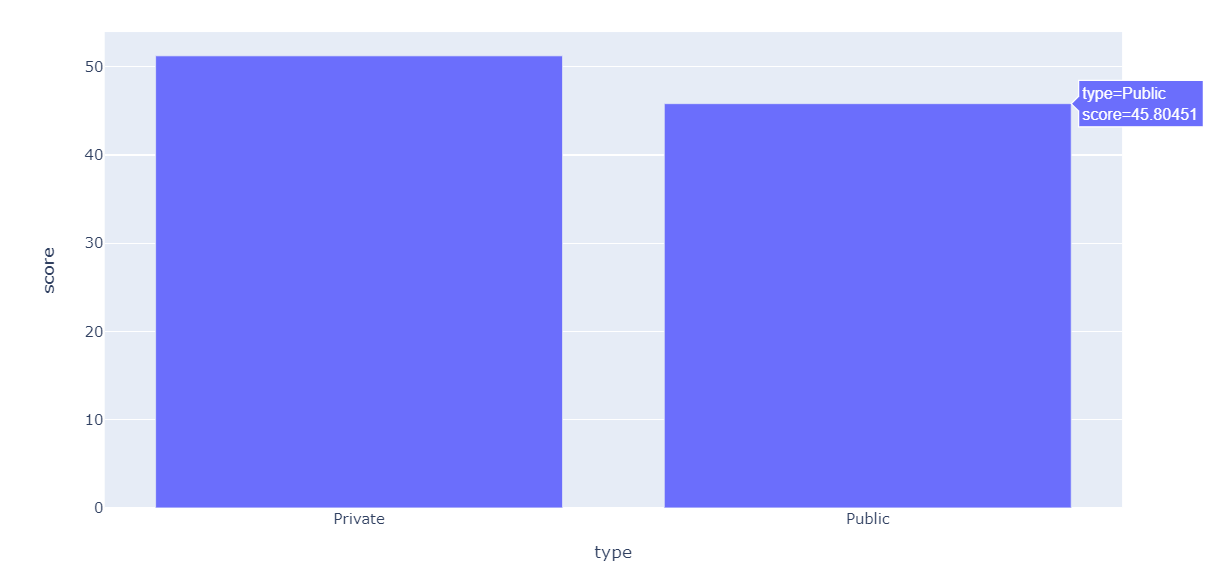 50
40
30
20
10
0
score
Private
Public
type
type=Public
score=45.80451